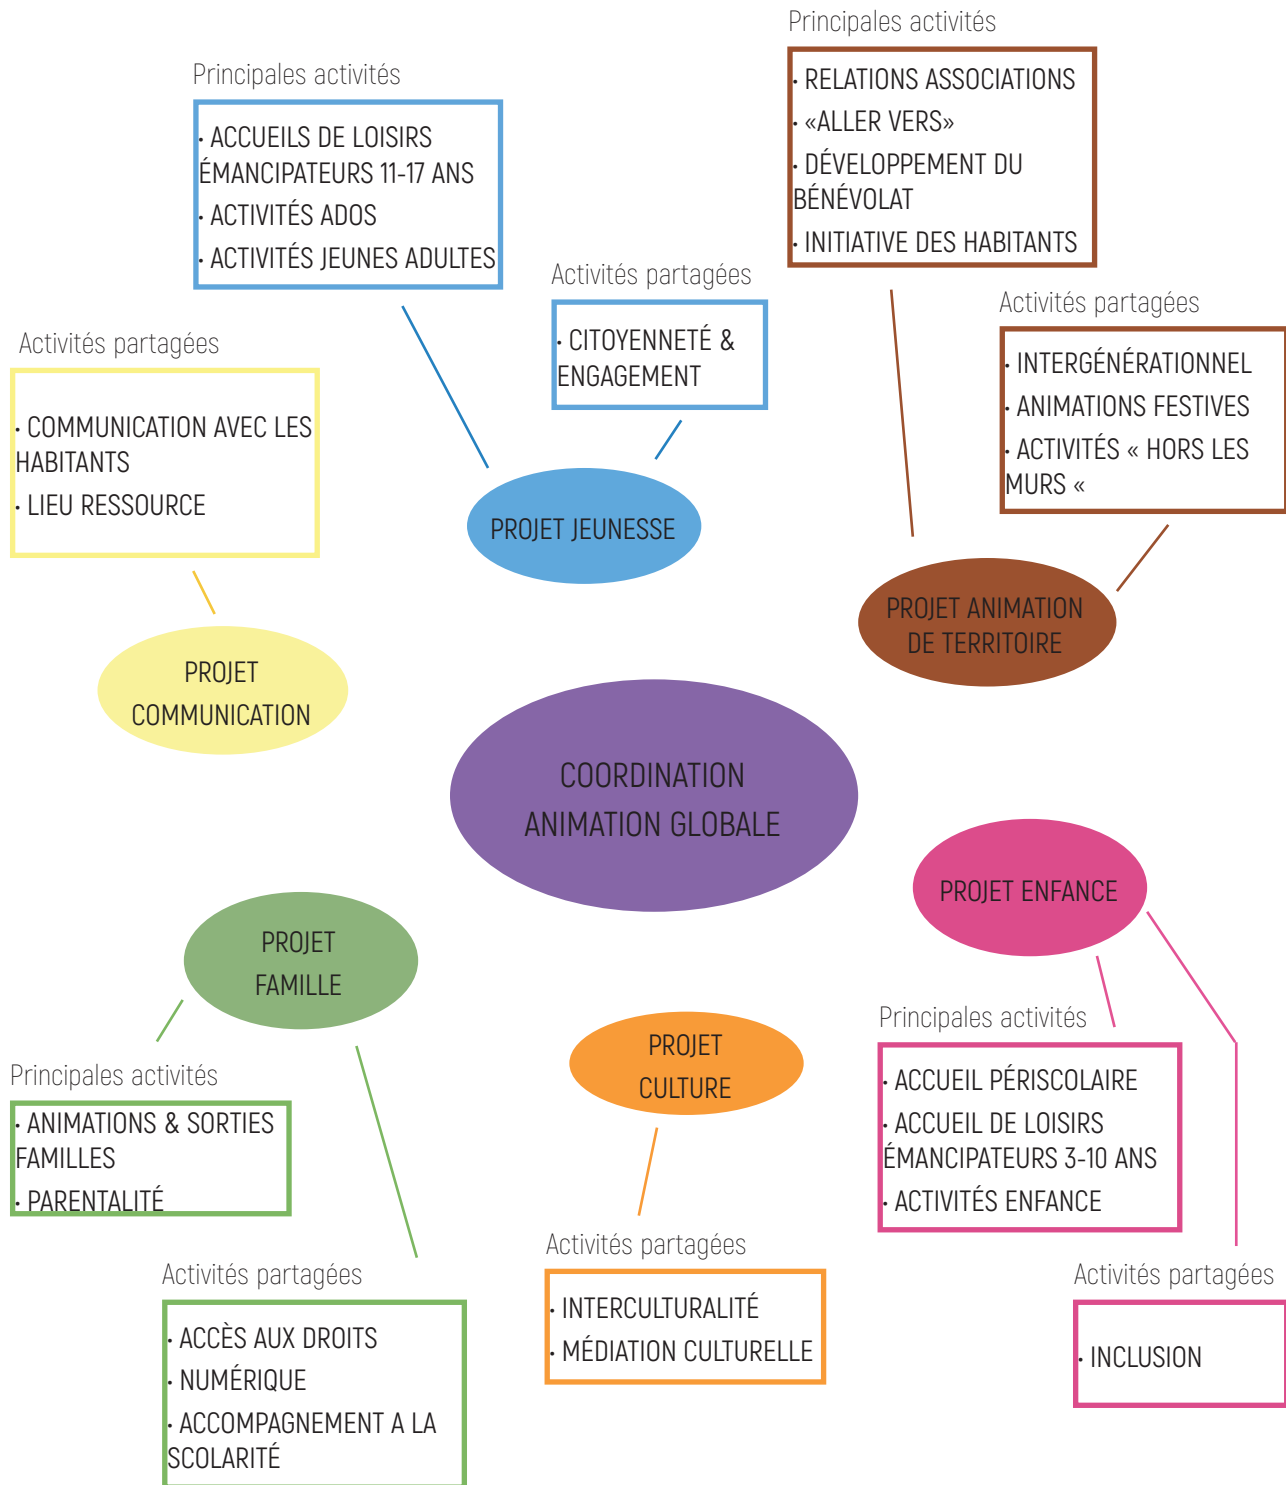 Principales activités
• RELATIONS ASSOCIATIONS
• «ALLER VERS»
• DÉVELOPPEMENT DU
BÉNÉVOLAT
• INITIATIVE DES HABITANTS
Principales activités
• ACCUEILS DE LOISIRS
ÉMANCIPATEURS 11-17 ANS
• ACTIVITÉS ADOS
• ACTIVITÉS JEUNES ADULTES
Activités partagées
• CITOYENNETÉ &
ENGAGEMENT
Activités partagées
• INTERGÉNÉRATIONNEL
• ANIMATIONS FESTIVES
• ACTIVITÉS « HORS LES
MURS «
Activités partagées
• COMMUNICATION AVEC LES
HABITANTS
• LIEU RESSOURCE
PROJET JEUNESSE
PROJET ANIMATION
DE TERRITOIRE
PROJET
COMMUNICATION
COORDINATION
ANIMATION GLOBALE
PROJET ENFANCE
PROJET
FAMILLE
PROJET
CULTURE
Principales activités
• ACCUEIL PÉRISCOLAIRE
• ACCUEIL DE LOISIRS
ÉMANCIPATEURS 3-10 ANS
• ACTIVITÉS ENFANCE
Principales activités
• ANIMATIONS & SORTIES
FAMILLES
• PARENTALITÉ
Activités partagées
• INTERCULTURALITÉ
• MÉDIATION CULTURELLE
Activités partagées
• ACCÈS AUX DROITS
• NUMÉRIQUE
• ACCOMPAGNEMENT A LA
SCOLARITÉ
Activités partagées
• INCLUSION